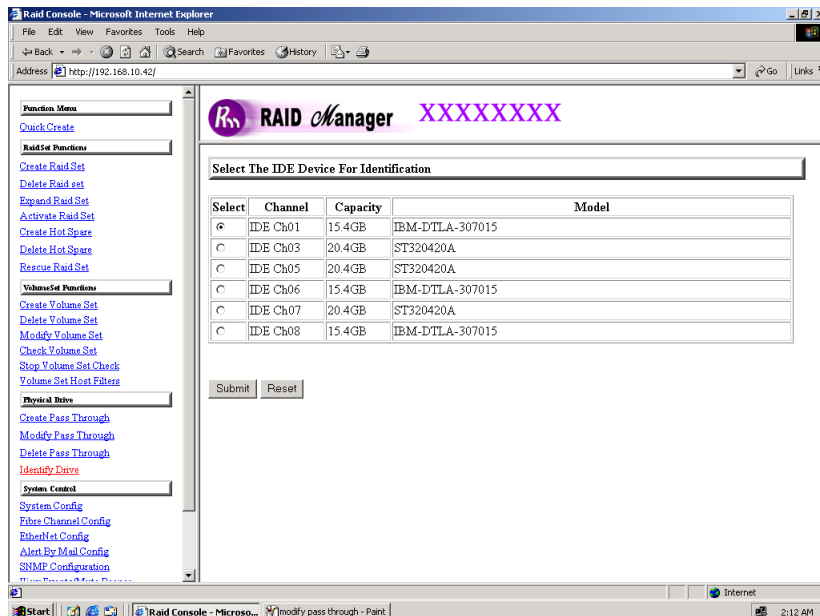 Raid Console - Microsoft Internet Explorer
File Edit View Favorites Tools Help
Back Search Favorites History
Address http://192.168.10.42/ Go Links
Function Menu
Quick Create
RaidSet Functions
Create Raid Set
Delete Raid set
Expand Raid Set
Activate Raid Set
Create Hot Spare
Delete Hot Spare
Rescue Raid Set
VolumeSet Functions
Create Volume Set
Delete Volume Set
Modify Volume Set
Check Volume Set
Stop Volume Set Check
Volume Set Host Filters
Physical Drive
Create Pass Through
Modify Pass Through
Delete Pass Through
Identify Drive
System Control
System Config
Fibre Channel Config
EtherNet Config
Alert By Mail Config
SNMP Configuration
RAID Manager XXXXXXXX
Select The IDE Device For Identification
Select Channel Capacity Model
IDE Ch01 15.4GB IBM-DTLA-307015
IDE Ch03 20.4GB ST320420A
IDE Ch05 20.4GB ST320420A
IDE Ch06 15.4GB IBM-DTLA-307015
IDE Ch07 20.4GB ST320420A
IDE Ch08 15.4GB IBM-DTLA-307015
Submit Reset
Internet
Start Raid Console - Microso... modify pass through - Paint 2:12 AM